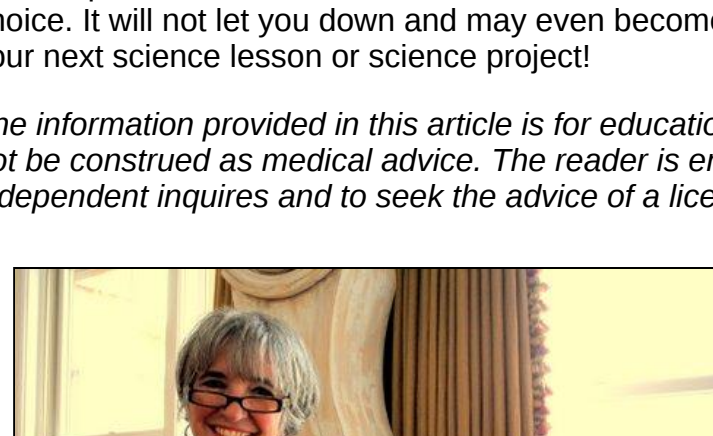 hoice. It will not let you down and may even become
our next science lesson or science project!
he information provided in this article is for educatio
ot be construed as medical advice. The reader is en
dependent inquires and to seek the advice of a lice